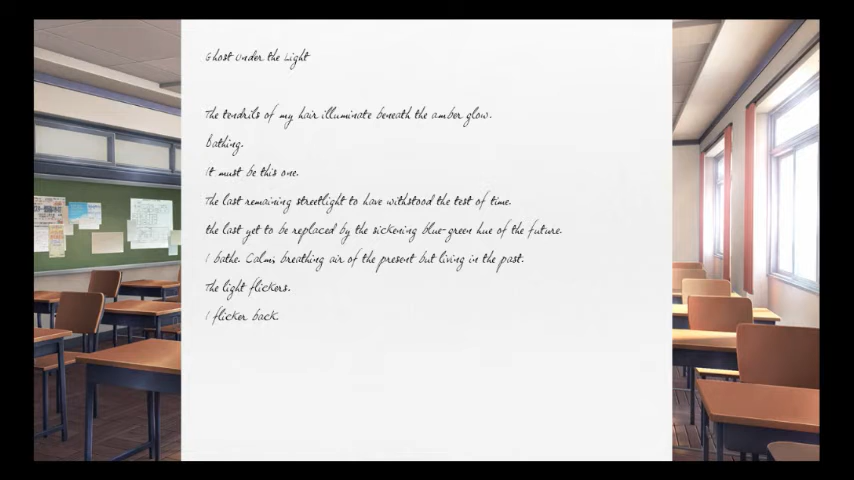 Ghost Under the Light
The tendrils of my hair illuminate beneath the amber glow.
Bathing.
It must be this one.
The last remaining streetlight to have withstood the test of time.
the last yet to be replaced by the sickening blue-green hue of the future.
I bathe. Calm; breathing air of the present but living in the past.
The light flickers.
I flicker back.